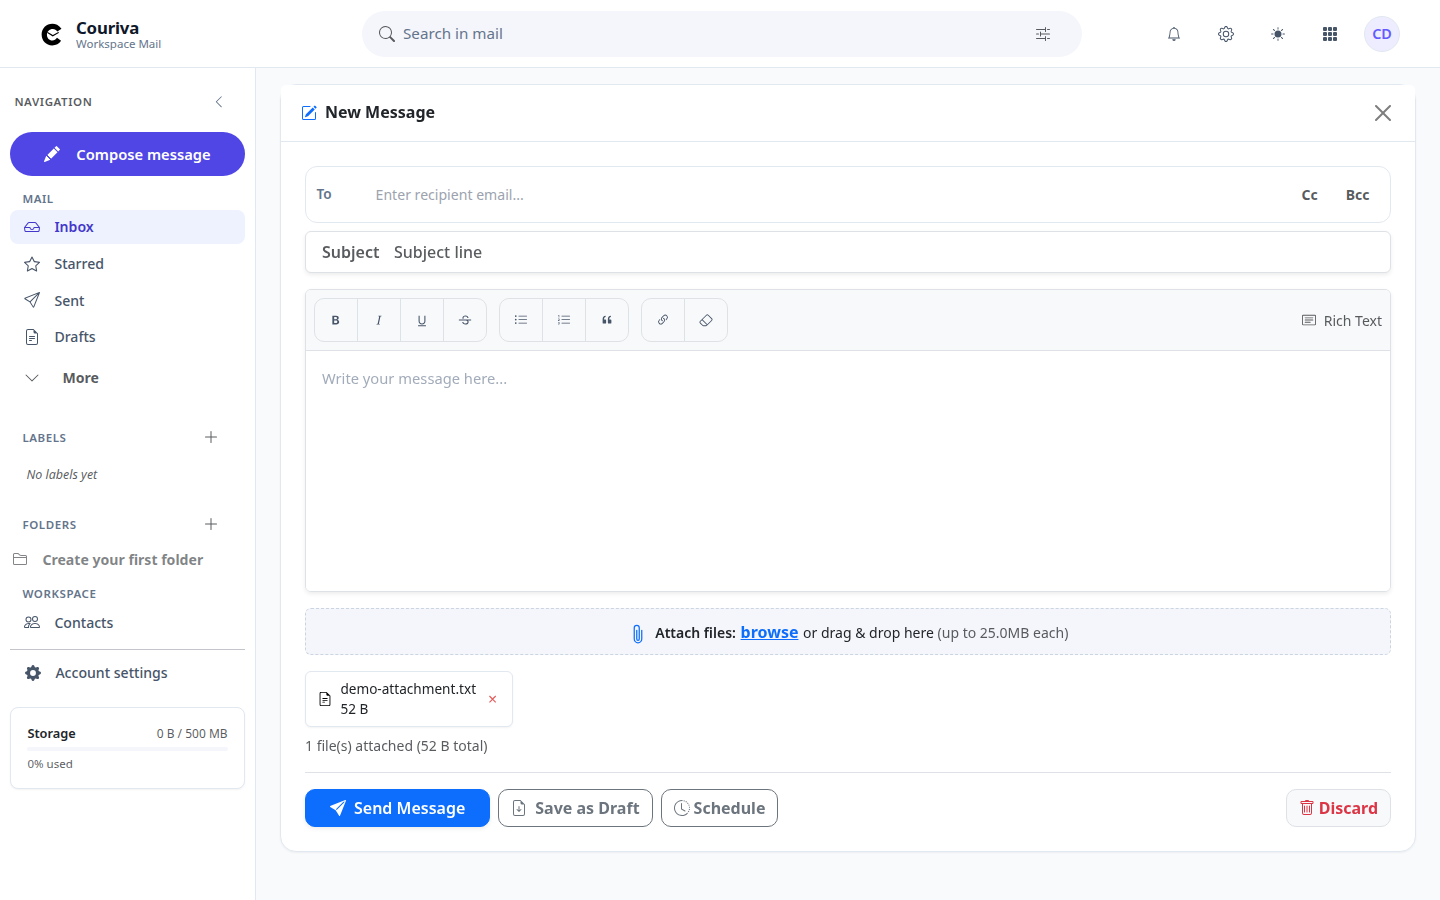 Couriva
Workspace Mail
Search in mail
CD
NAVIGATION
Compose message
MAIL
Inbox
Starred
Sent
Drafts
More
LABELS
No labels yet
FOLDERS
Create your first folder
WORKSPACE
Contacts
Account settings
Storage 0 B / 500 MB
0% used
New Message
To Enter recipient email... Cc Bcc
Subject Subject line
B I U S Rich Text
Write your message here...
Attach files: browse or drag & drop here (up to 25.0MB each)
demo-attachment.txt
52 B
1 file(s) attached (52 B total)
Send Message Save as Draft Schedule Discard